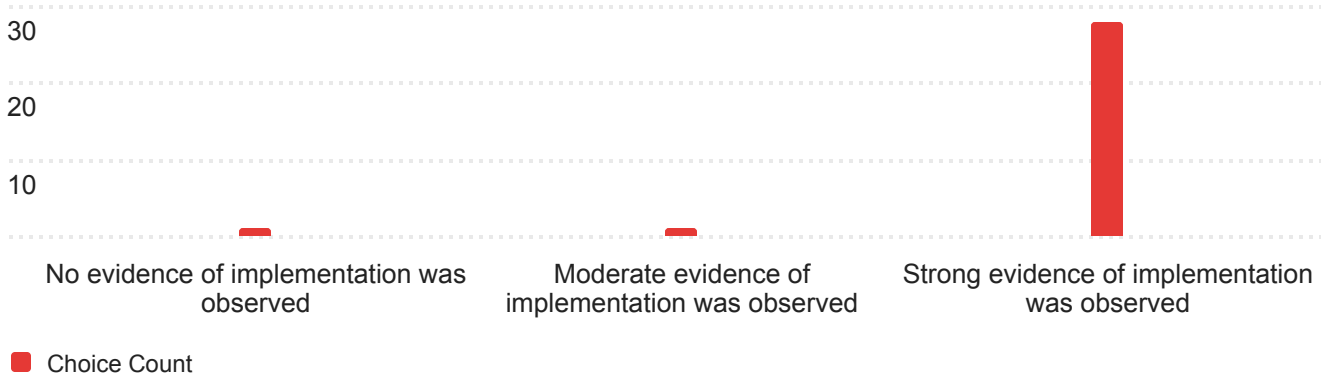 30
20
10
No evidence of implementation was
observed
Moderate evidence of
implementation was observed
Strong evidence of implementation
was observed
Choice Count